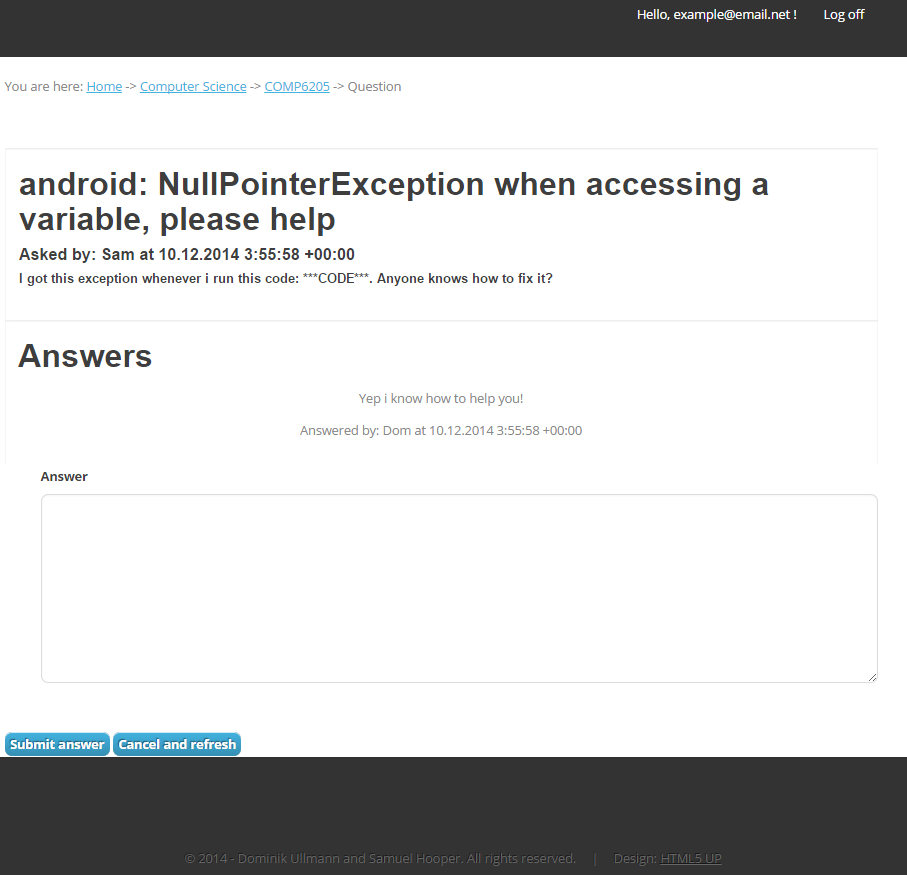 Hello, example@email.net ! Log off
You are here: Home -> Computer Science -> COMP6205 -> Question
android: NullPointerException when accessing a
variable, please help
Asked by: Sam at 10.12.2014 3:55:58 +00:00
I got this exception whenever i run this code: ***CODE***. Anyone knows how to fix it?
Answers
Yep i know how to help you!
Answered by: Dom at 10.12.2014 3:55:58 +00:00
Answer
Submit answer Cancel and refresh
© 2014 - Dominik Ullmann and Samuel Hooper. All rights reserved. | Design: HTML5 UP